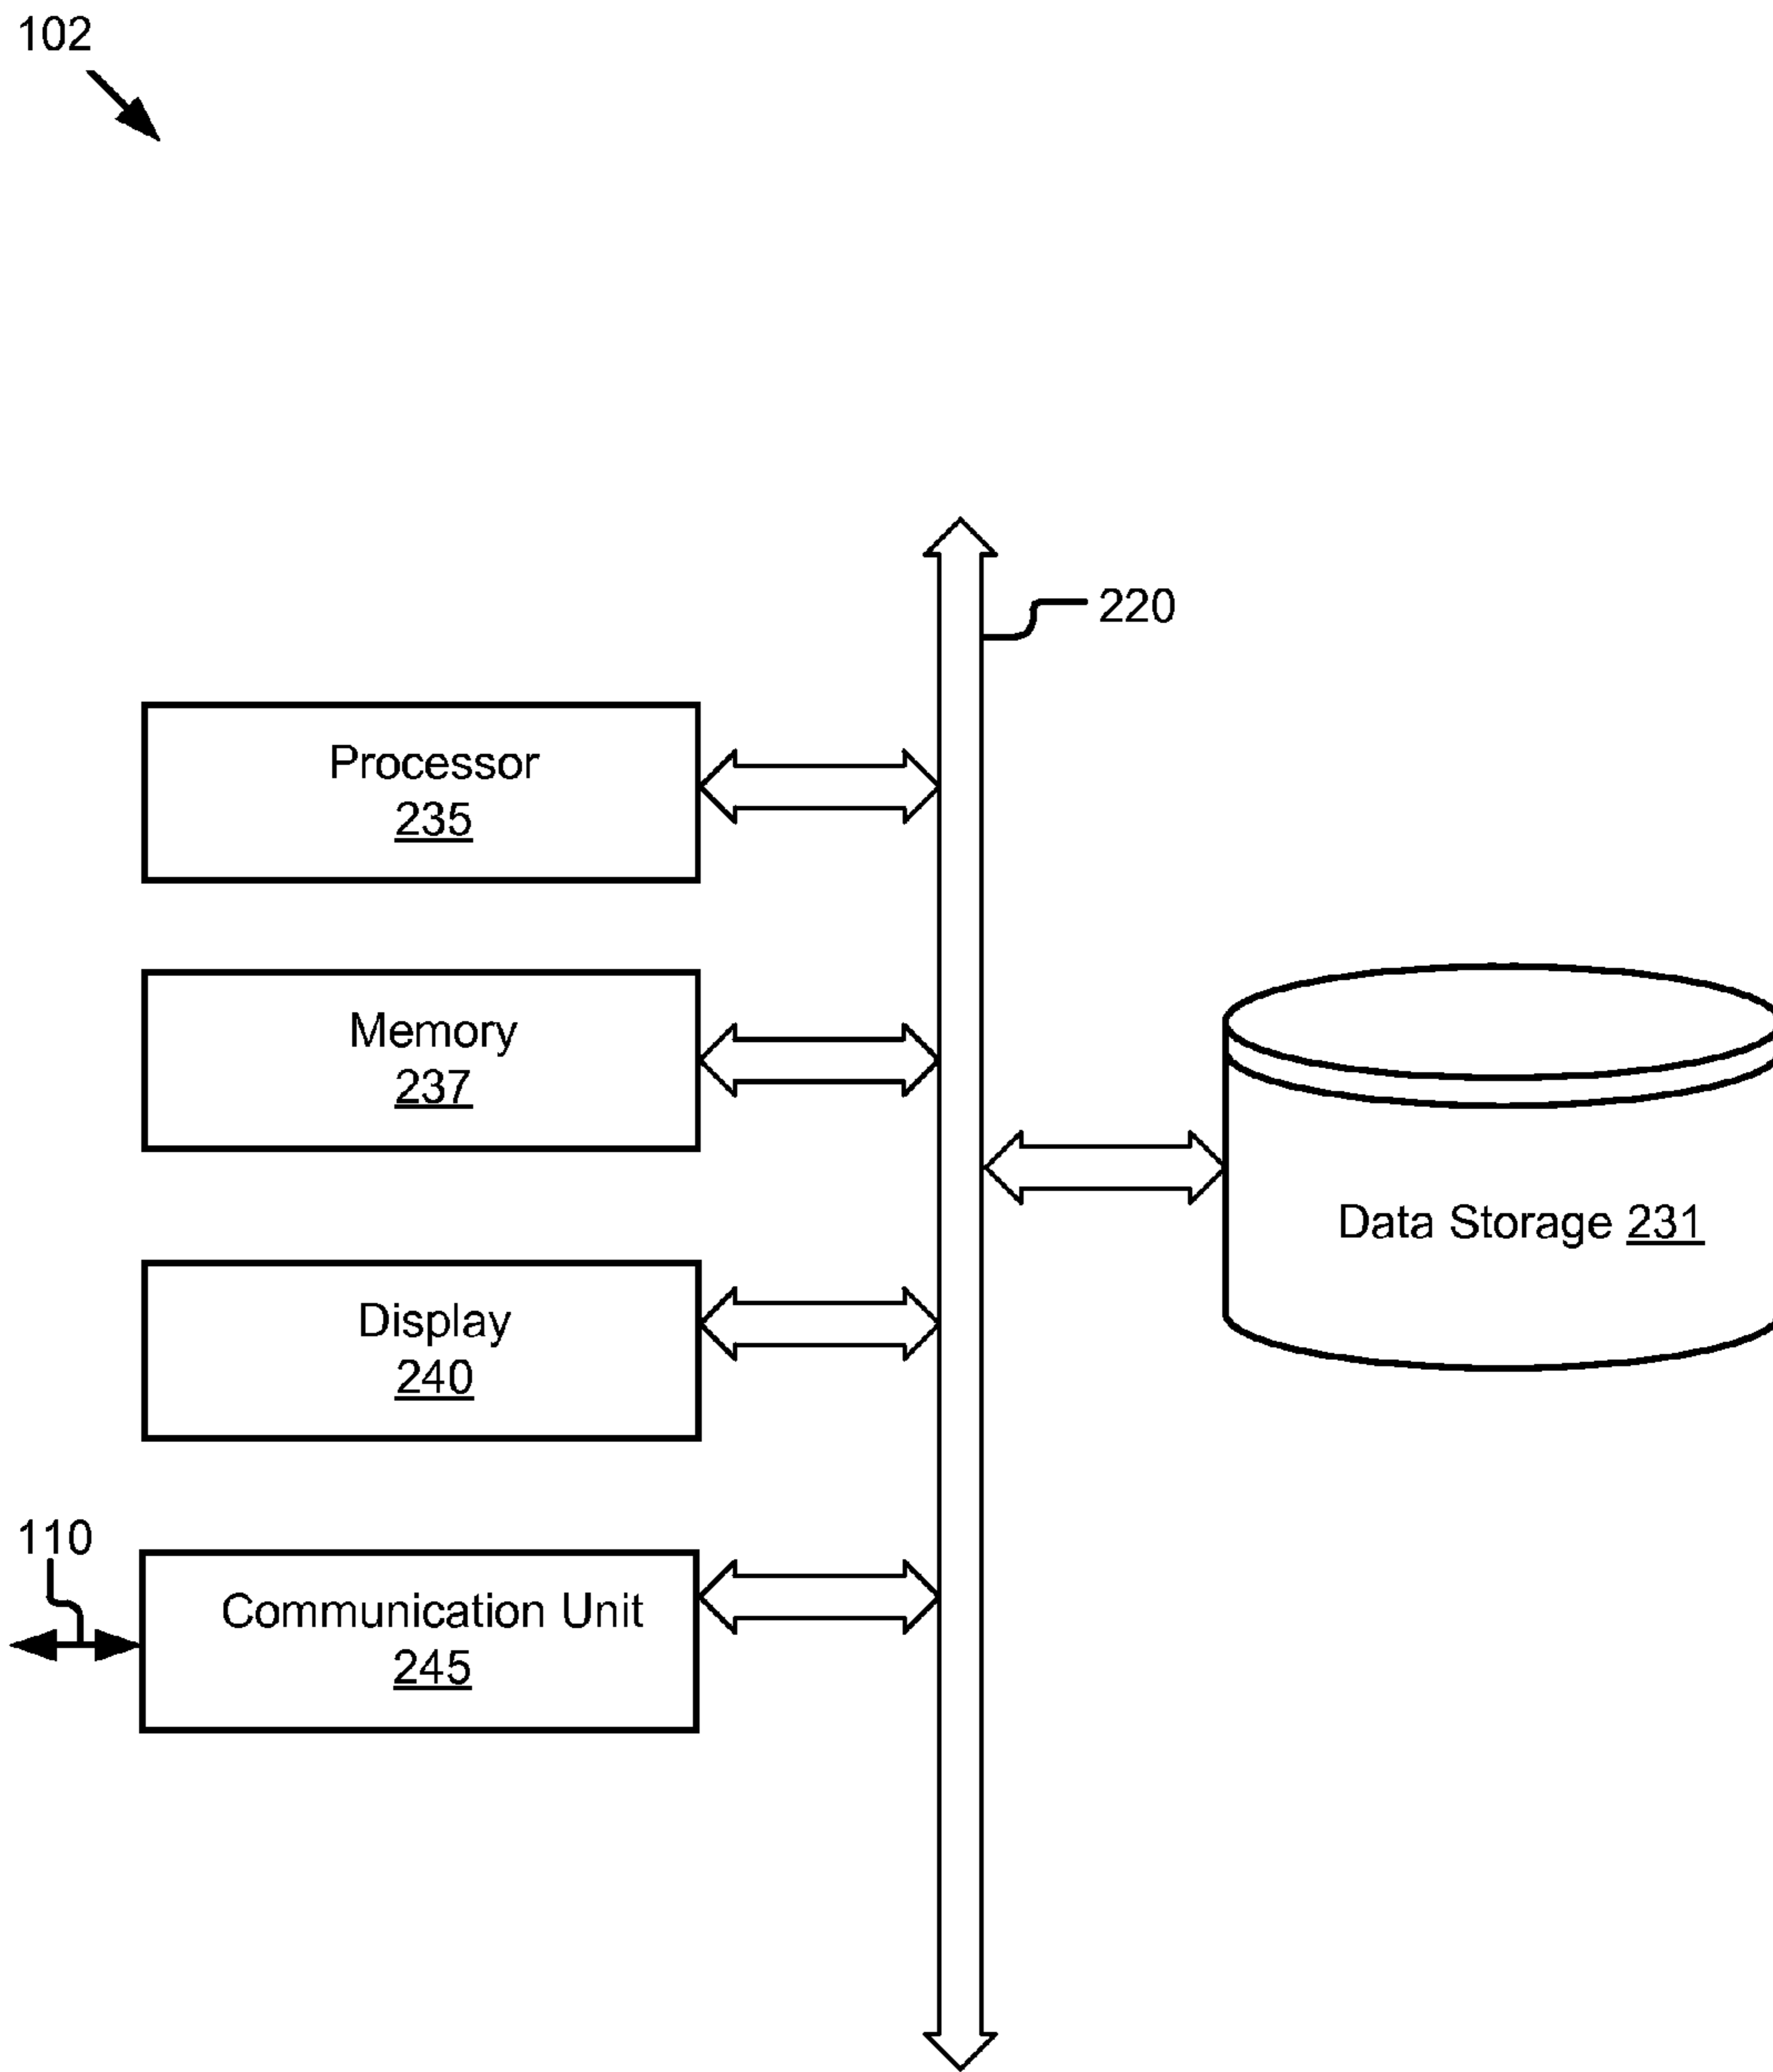 102
220
Processor
235
Memory
237
Data Storage 231
Display
240
110
Communication Unit
245